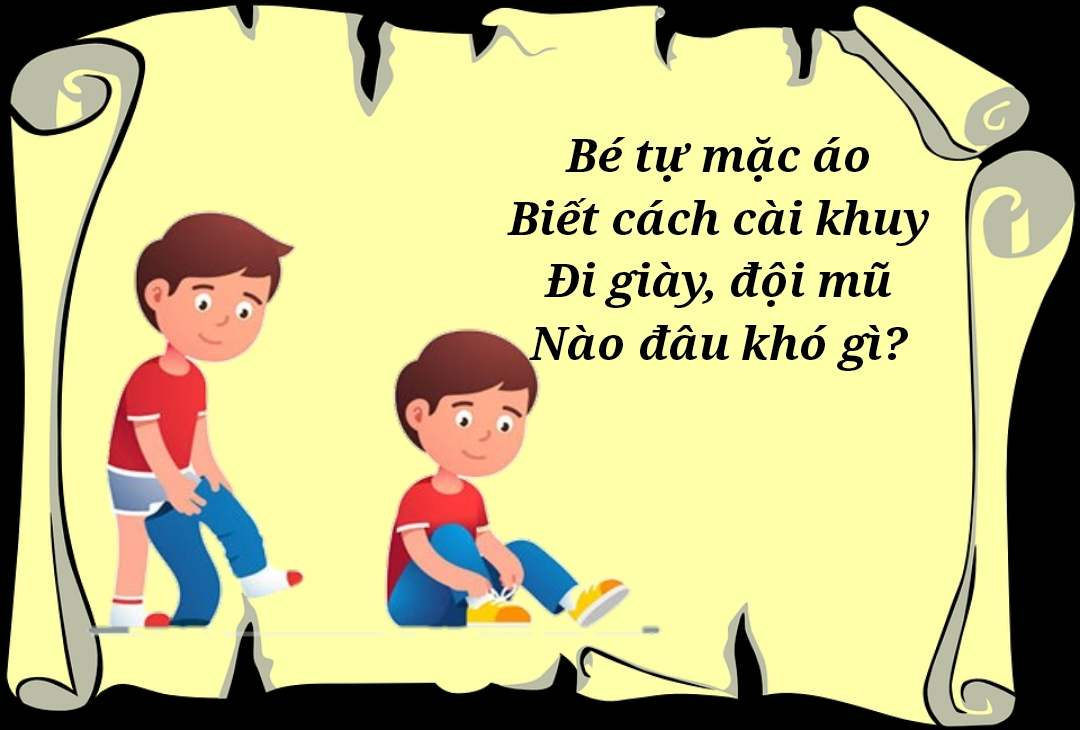 Bé tự mặc áo
Biết cách cài khuy
Đi giày, đội mũ
Nào đâu khó gì?